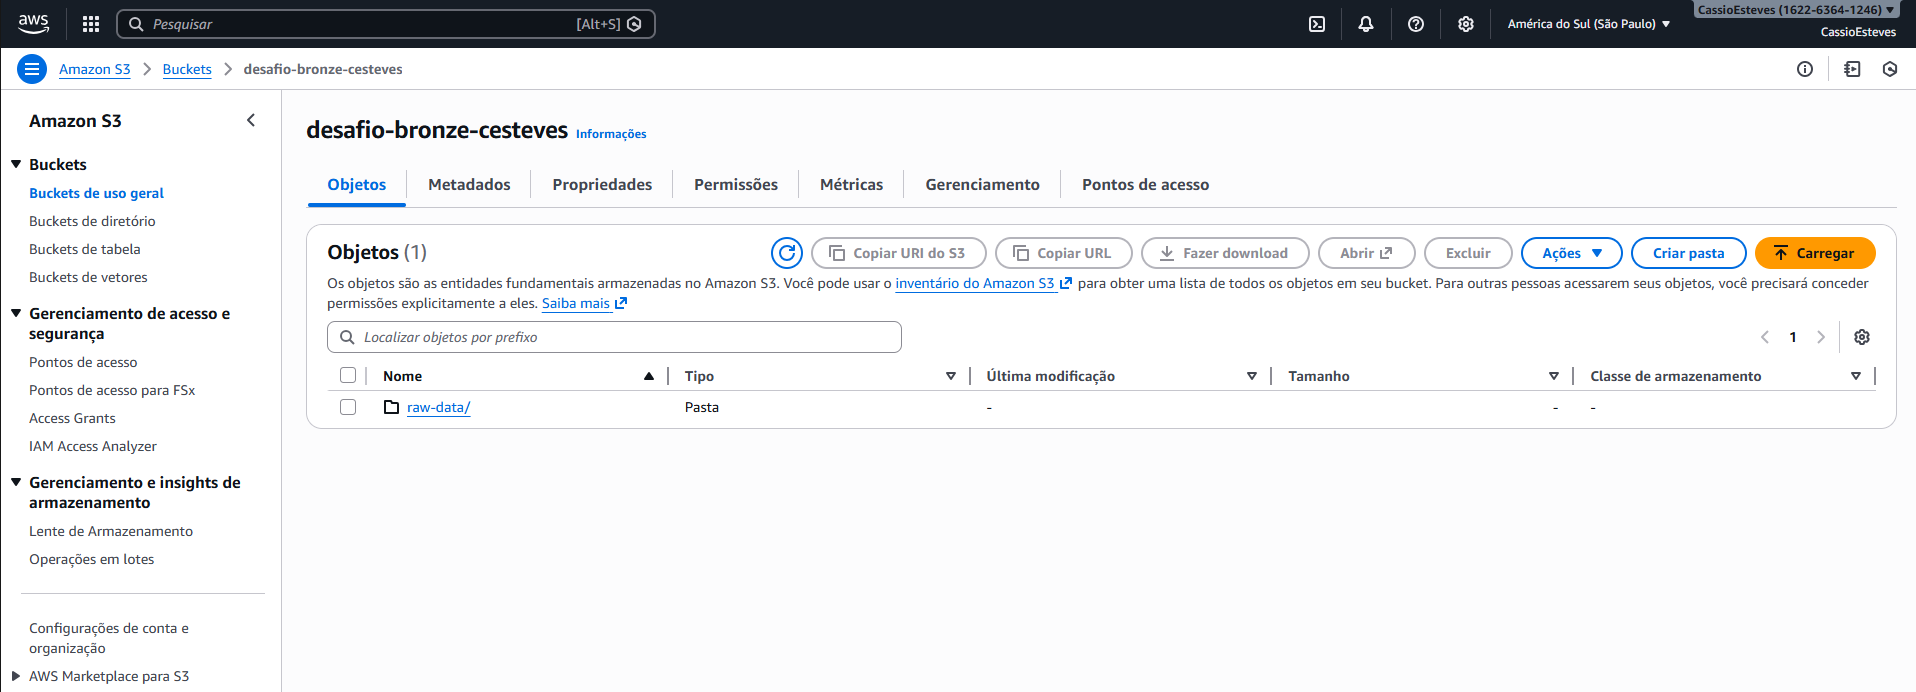 aws
Pesquisar
[Alt+S]
América do Sul (São Paulo)
CassioEsteves (1622-6364-1246)
CassioEsteves
Amazon S3
Buckets
desafio-bronze-cesteves
Amazon S3
Buckets
Buckets de uso geral
Buckets de diretório
Buckets de tabela
Buckets de vetores
Gerenciamento de acesso e
segurança
Pontos de acesso
Pontos de acesso para FSx
Access Grants
IAM Access Analyzer
Gerenciamento e insights de
armazenamento
Lente de Armazenamento
Operações em lotes
Configurações de conta e
organização
AWS Marketplace para S3
desafio-bronze-cesteves Informações
Objetos
Metadados
Propriedades
Permissões
Métricas
Gerenciamento
Pontos de acesso
Objetos (1)
Copiar URI do S3
Copiar URL
Fazer download
Abrir
Excluir
Ações
Criar pasta
Carregar
Os objetos são as entidades fundamentais armazenadas no Amazon S3. Você pode usar o inventário do Amazon S3 para obter uma lista de todos os objetos em seu bucket. Para outras pessoas acessarem seus objetos, você precisará conceder
permissões explicitamente a eles. Saiba mais
Localizar objetos por prefixo
1
Nome
Tipo
Última modificação
Tamanho
Classe de armazenamento
raw-data/
Pasta
-
-
-